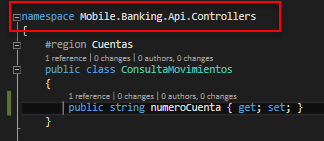 namespace Mobile.Banking.Api.Controllers
{
#region Cuentas
1 reference | 0 changes | 0 authors, 0 changes
public class ConsultaMovimientos
{
1 reference | 0 changes | 0 authors, 0 changes
public string numeroCuenta { get; set; }
}